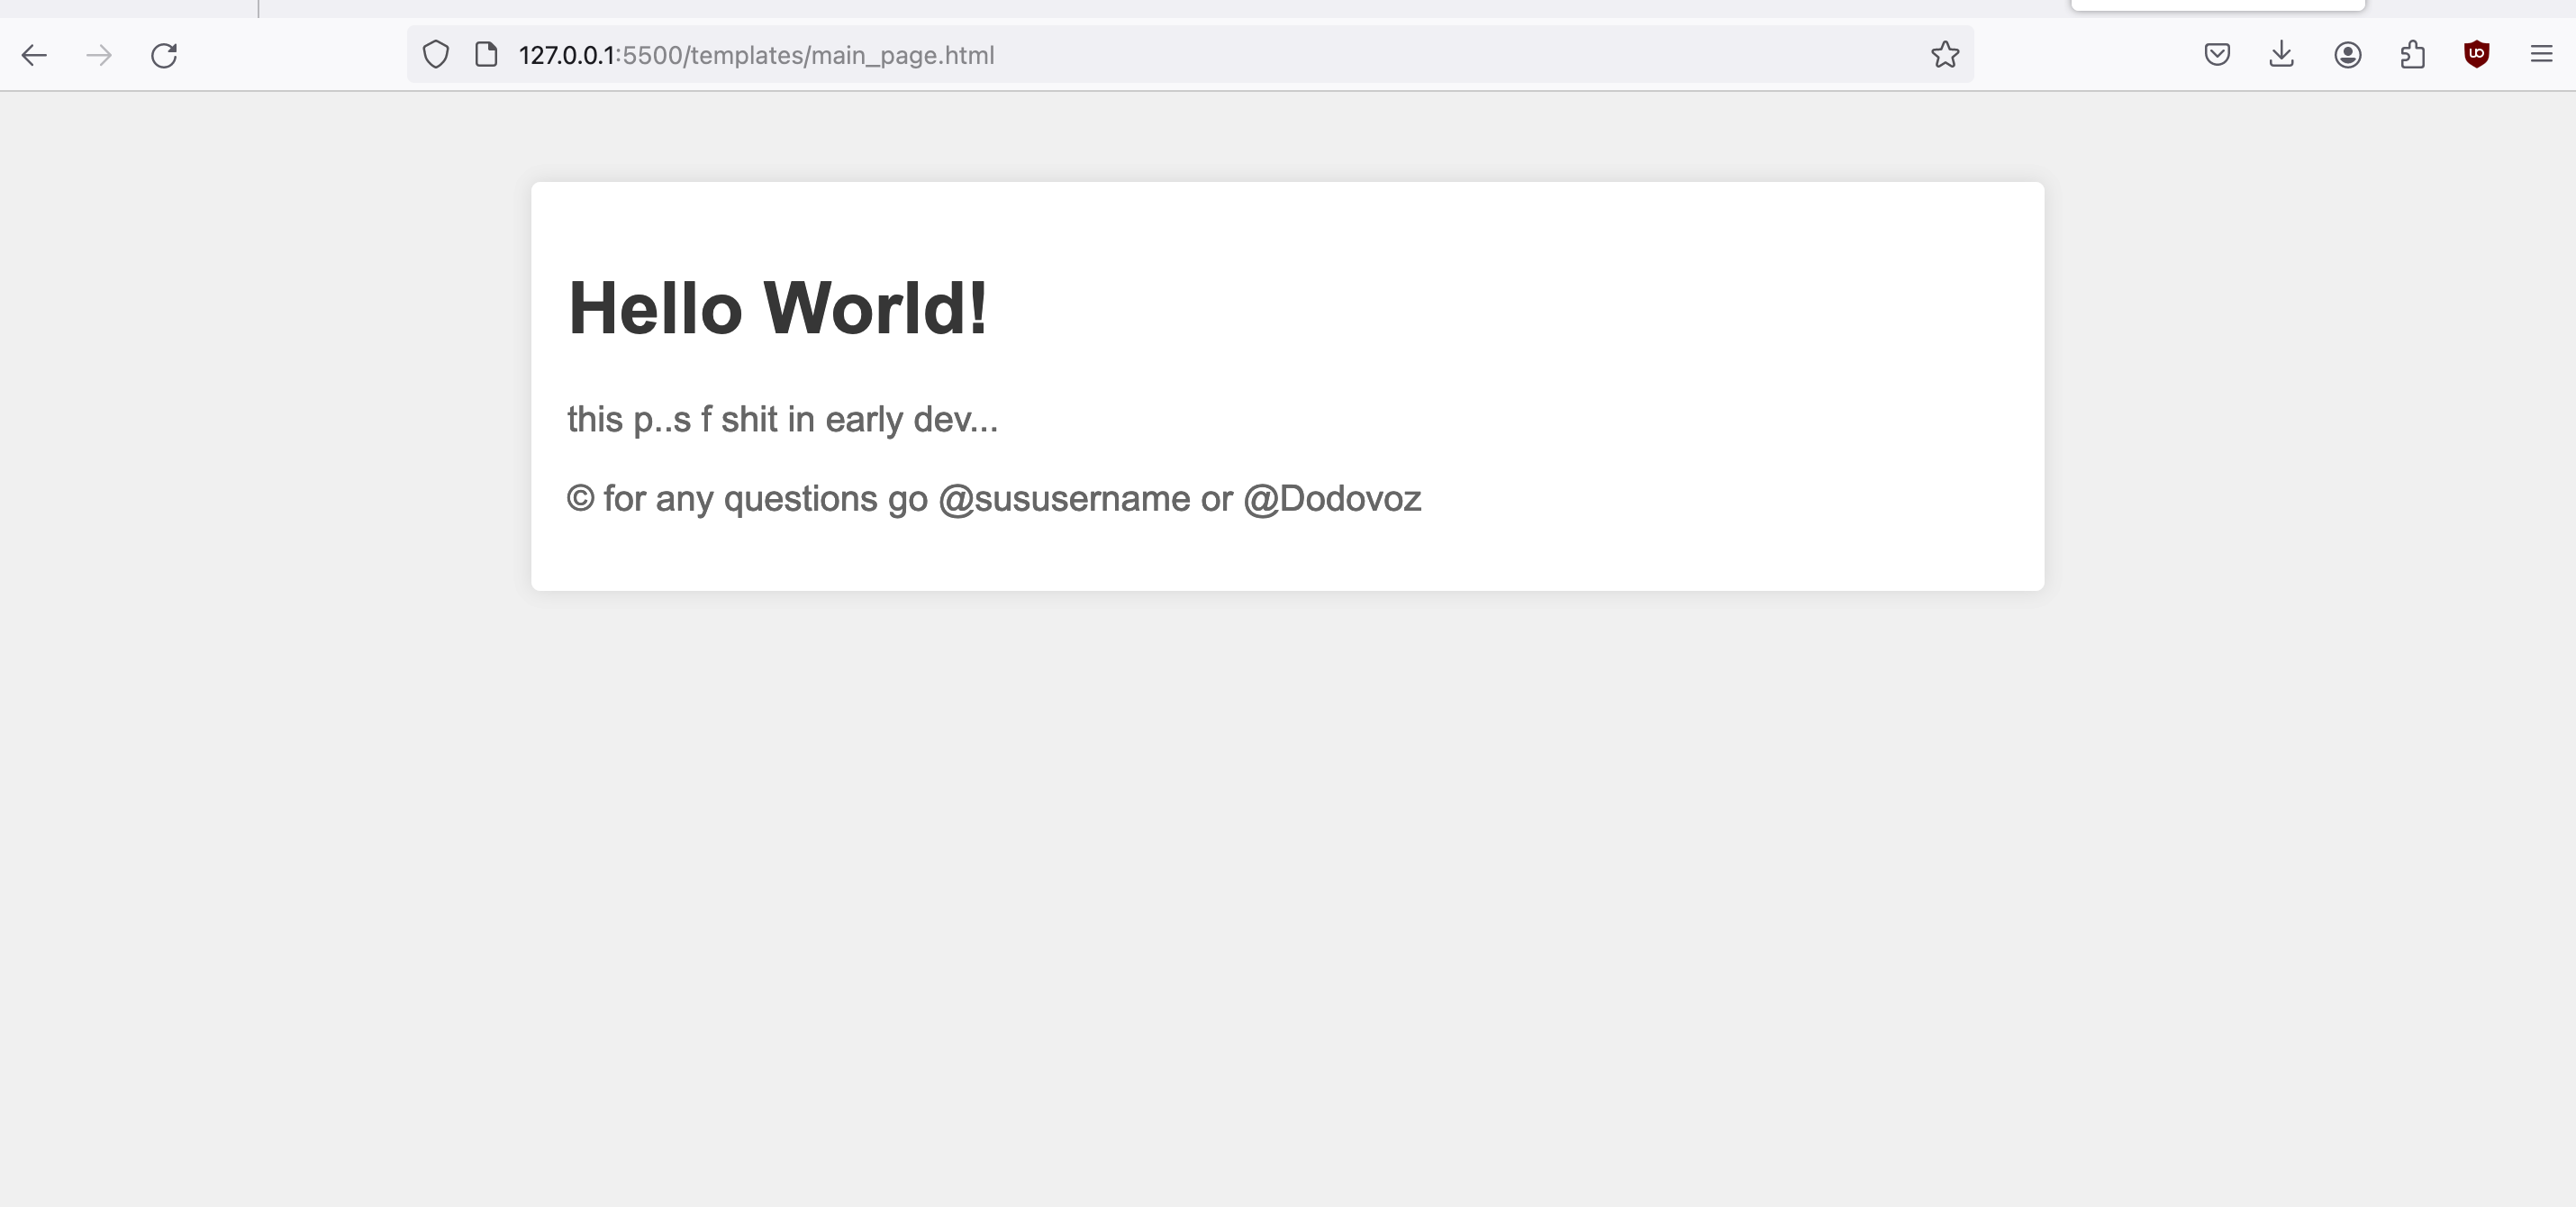 127.0.0.1:5500/templates/main_page.html
Hello World!
this p..s f shit in early dev...
© for any questions go @sususername or @Dodovoz